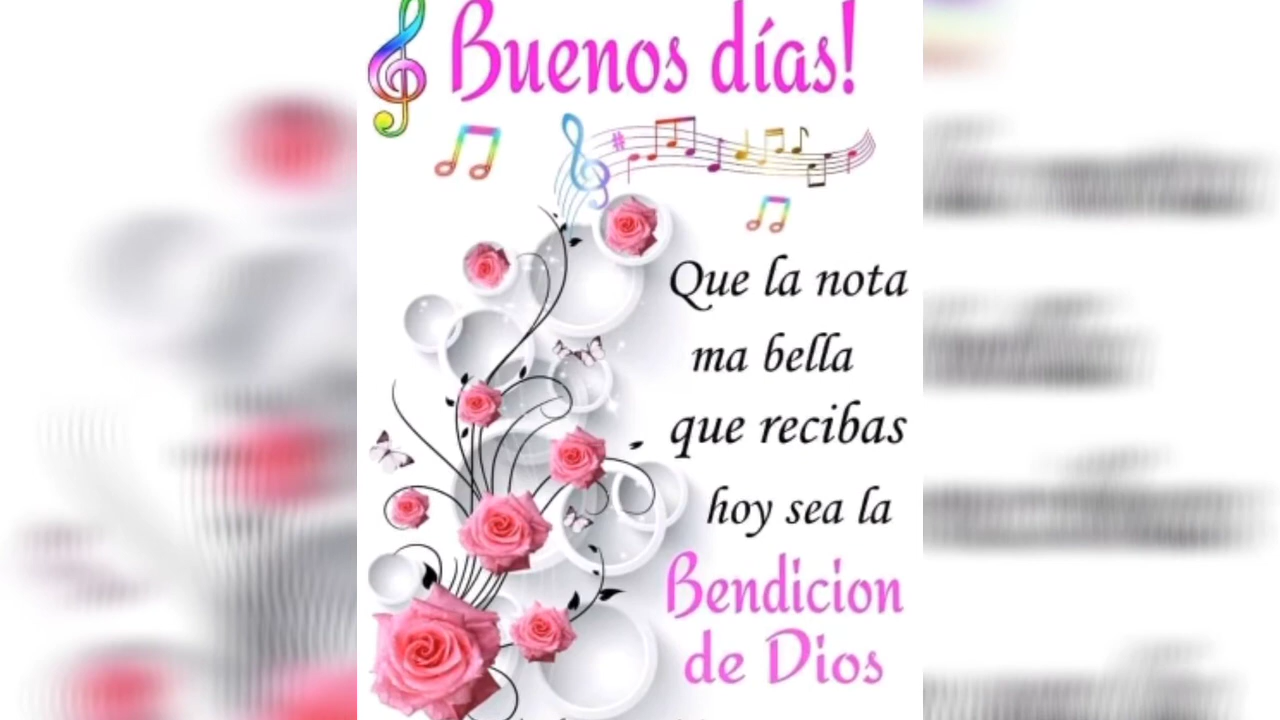 Buenos días!
Que la nota
ma bella
que recibas
hoy sea la
Bendicion
de Dios